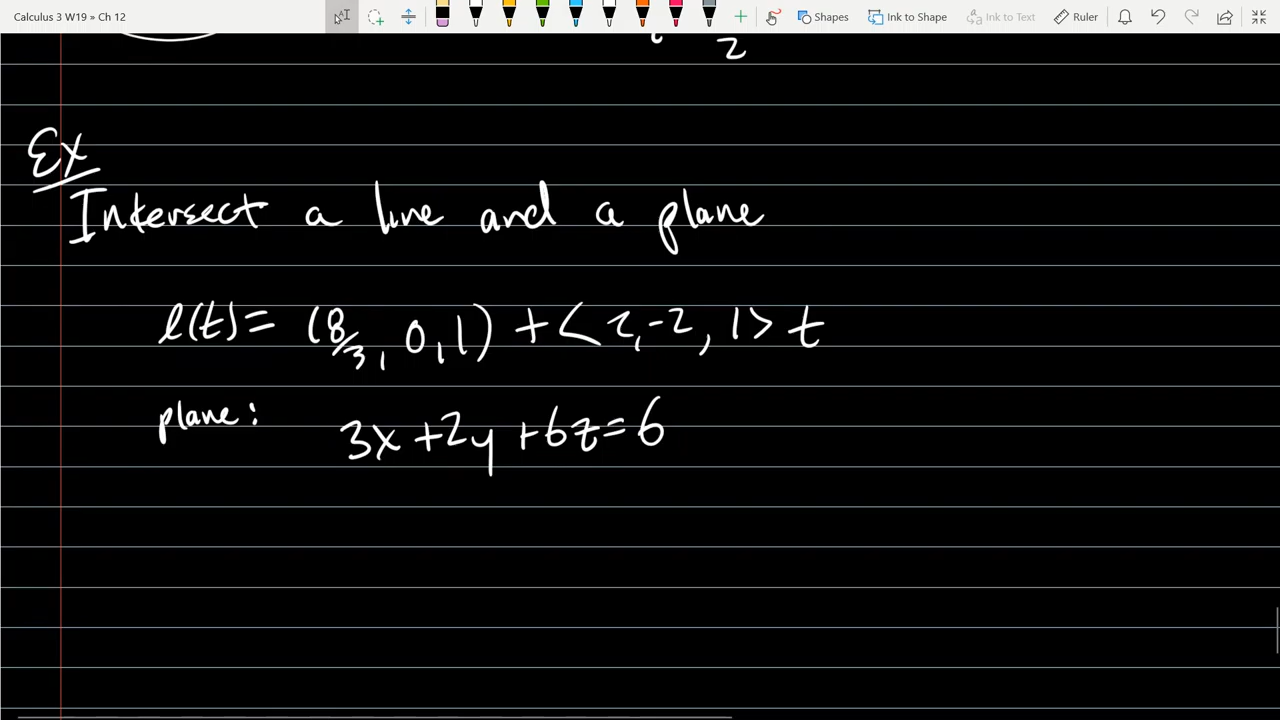 Calculus 3 W19 » Ch 12
Shapes Ink to Shape Ink to Text Ruler
2
Ex
Intersect a line and a plane
l(t) = (8/3, 0, 1) + <2, -2, 1> t
plane: 3x + 2y + 6z = 6